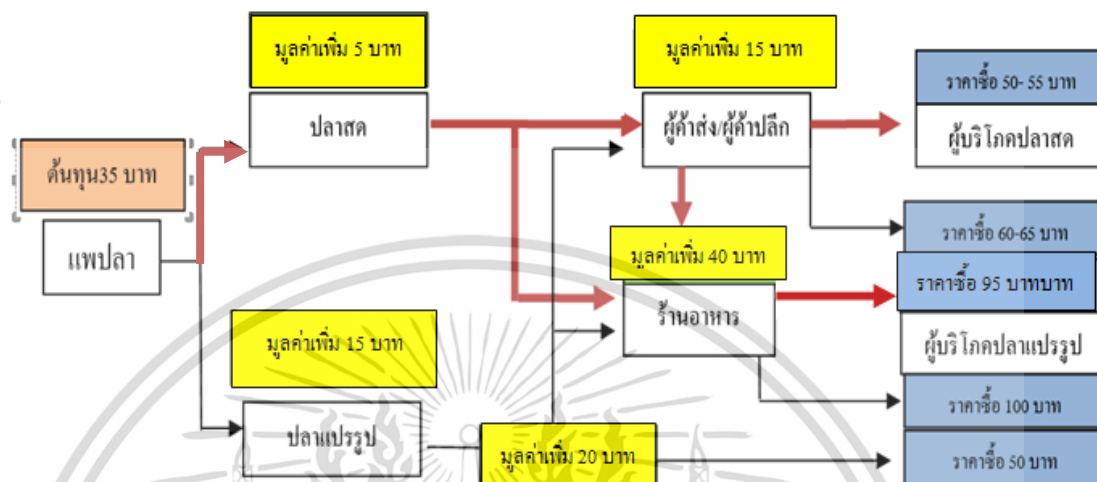 มูลค่าเพิ่ม 5 บาท
มูลค่าเพิ่ม 15 บาท
ราคาซื้อ 50- 55 บาท
ปลาสด
ผู้ค้าส่ง/ผู้ค้าปลีก
ผู้บริโภคปลาสด
ต้นทุน35 บาท
แพปลา
ราคาซื้อ 60-65 บาท
มูลค่าเพิ่ม 40 บาท
ราคาซื้อ 95 บาทบาท
ร้านอาหาร
มูลค่าเพิ่ม 15 บาท
ผู้บริโภคปลาแปรรูป
ราคาซื้อ 100 บาท
ปลาแปรรูป
มูลค่าเพิ่ม 20 บาท
ราคาซื้อ 50 บาท